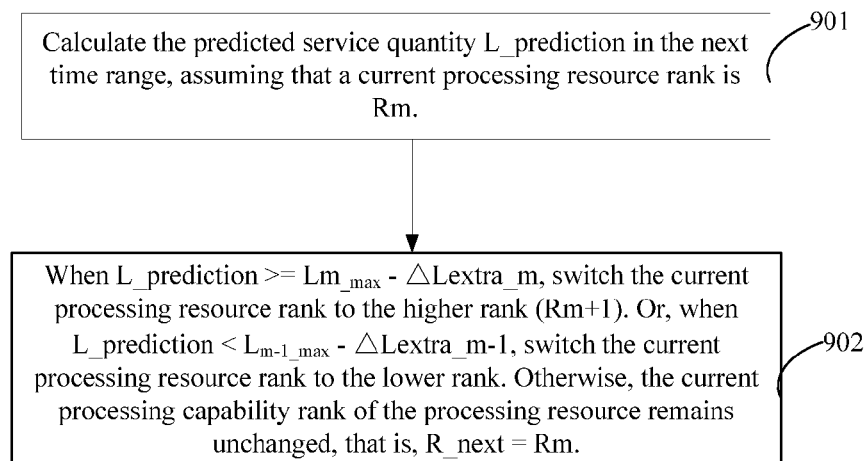 901
Calculate the predicted service quantity L_prediction in the next
time range, assuming that a current processing resource rank is
Rm.
When L_prediction >= Lm_max - △Lextra_m, switch the current
processing resource rank to the higher rank (Rm+1). Or, when
L_prediction < Lm-1_max - △Lextra_m-1, switch the current
processing resource rank to the lower rank. Otherwise, the current
processing capability rank of the processing resource remains
unchanged, that is, R_next = Rm.
902